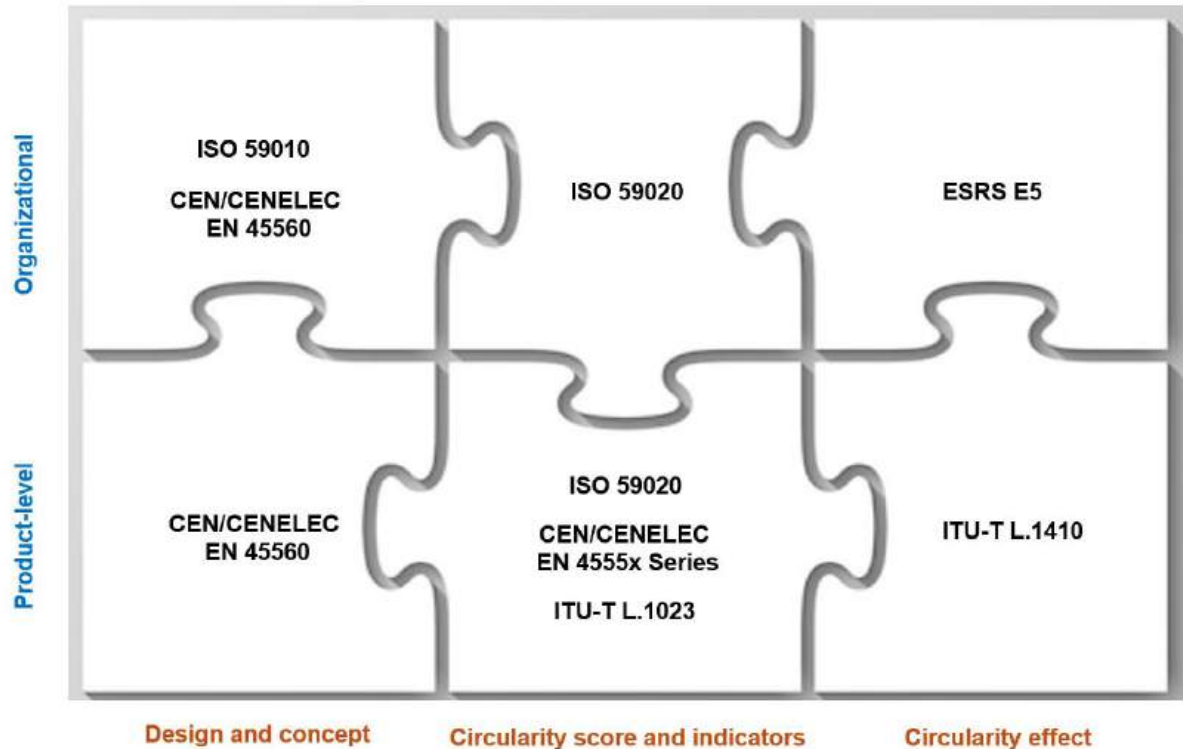 Organizational
ISO 59010
CEN/CENELEC
EN 45560
ISO 59020
ESRS E5
Product-level
CEN/CENELEC
EN 45560
ISO 59020
CEN/CENELEC
EN 4555x Series
ITU-T L.1023
ITU-T L.1410
Design and concept
Circularity score and indicators
Circularity effect